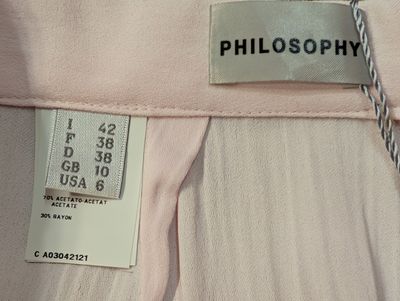 PHILOSOPHY
I 42
F 38
D 38
GB 10
USA 6
70% ACETATO-ACETAT
ACETATE
30% RAYON
C A03042121